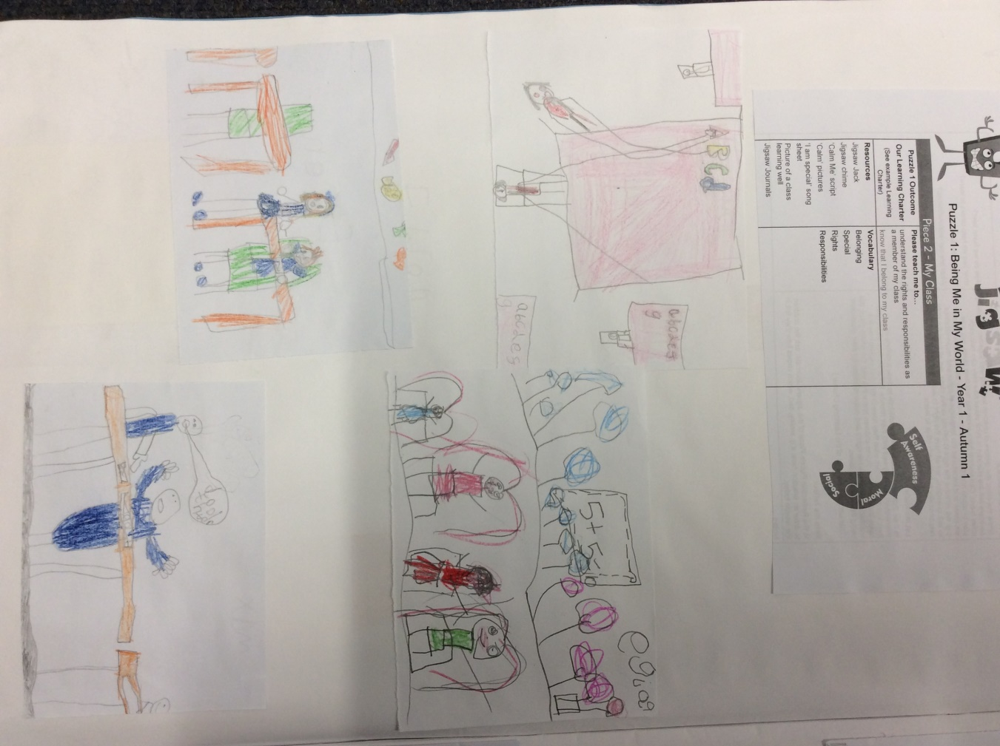 Jigsaw
Puzzle 1: Being Me in My World - Year 1 - Autumn 1
Piece 2 - My Class
Puzzle 1 Outcome
Our Learning Charter
(See example Learning
Charter)
Please teach me to...
understand the rights and responsibilities as
a member of my class
know that I belong to my class
Resources
Jigsaw Jack
Jigsaw chime
'Calm Me' script
'Calm' pictures
'I am special' song
sheet
Picture of a class
learning well
Jigsaw Journals
Vocabulary
Belonging
Special
Rights
Responsibilities
Self
Awareness
Social
Moral
ABCd
abcdeg
g
abcdeg
g
5+5